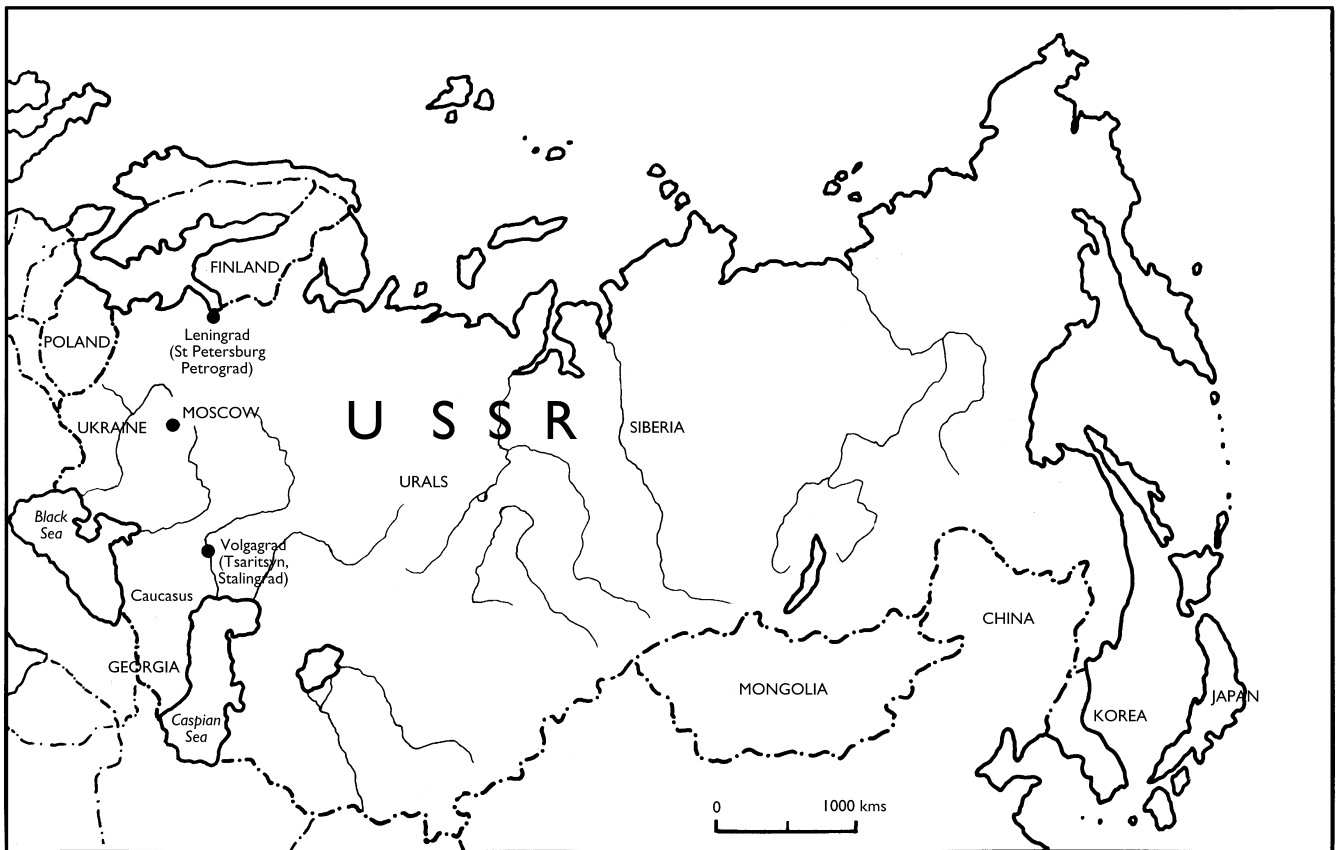 FINLAND
POLAND
Leningrad
(St Petersburg
Petrograd)
MOSCOW
UKRAINE
U S S R
SIBERIA
URALS
Black
Sea
Volgagrad
(Tsaritsyn,
Stalingrad)
Caucasus
CHINA
GEORGIA
MONGOLIA
JAPAN
KOREA
Caspian
Sea
0 1000 kms